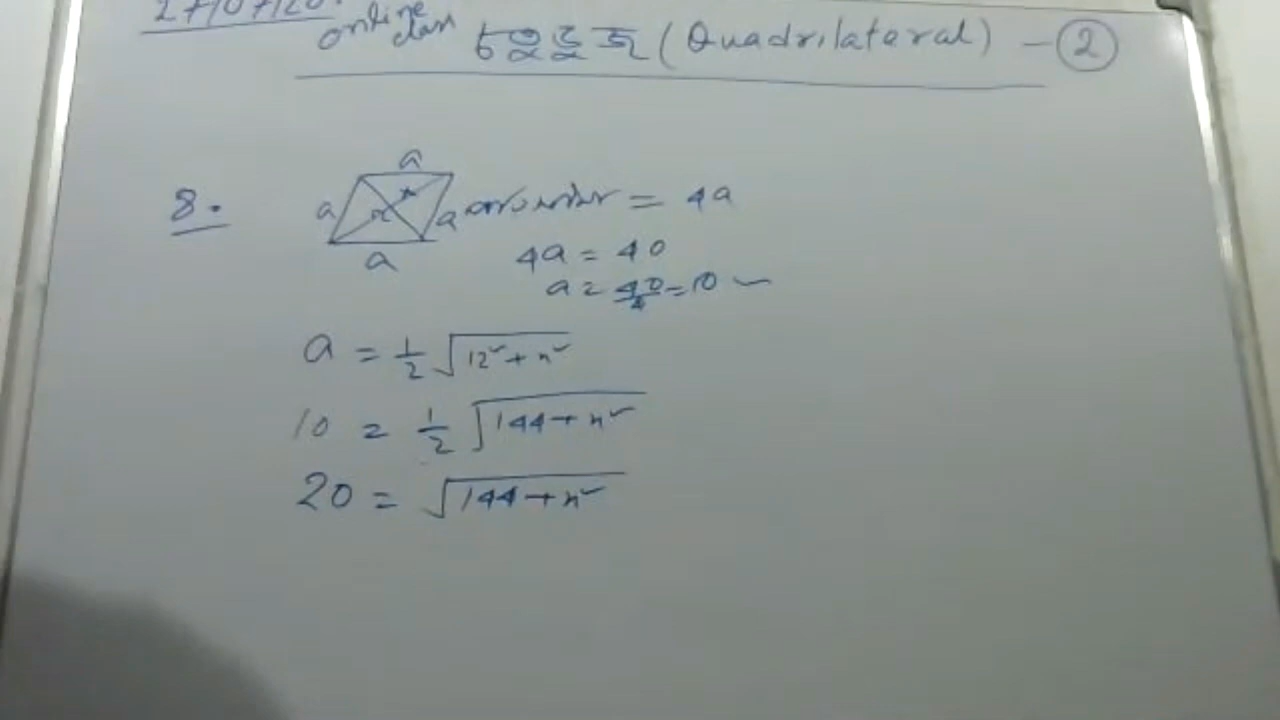 online class চতুর্ভুজ (Quadrilateral) - 2
8.
a
a
a
a
x
= 4a
4a = 40
a = 40/4 = 10
a = 1/2 √12² + x²
10 = 1/2 √144 + x²
20 = √144 + x²